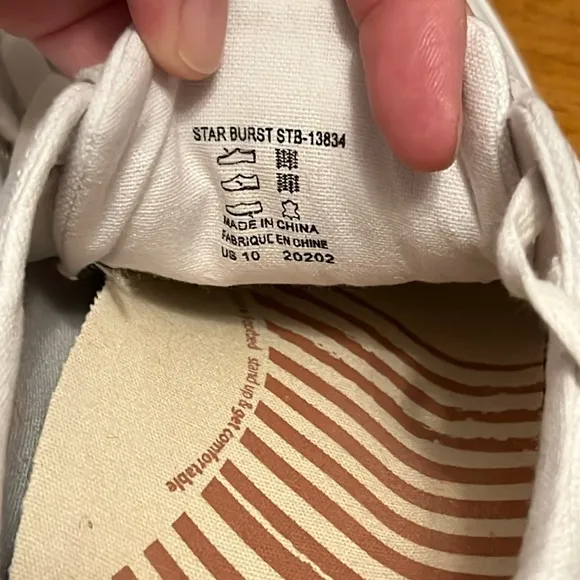 STAR BURST STB-13834
MADE IN CHINA
FABRIQUE EN CHINE
US 10 20202
stand up & get comfortable